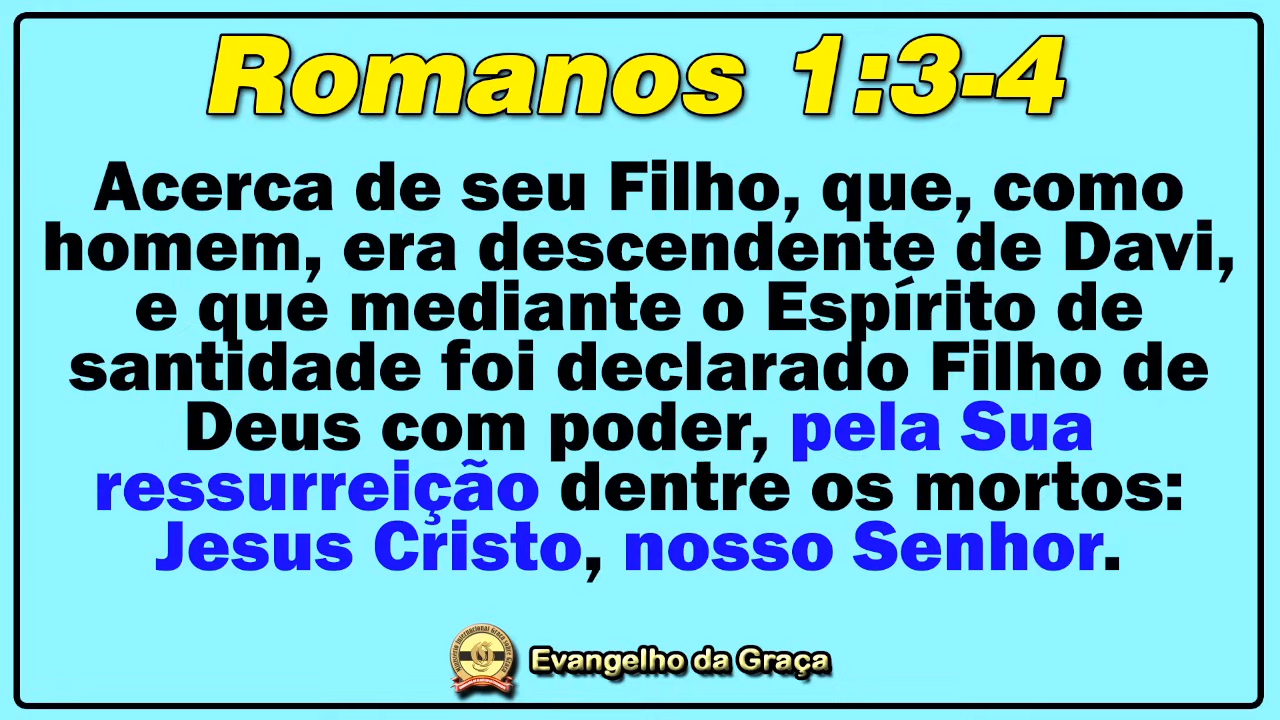 Romanos 1:3-4
Acerca de seu Filho, que, como
homem, era descendente de Davi,
e que mediante o Espírito de
santidade foi declarado Filho de
Deus com poder, pela Sua
ressurreição dentre os mortos:
Jesus Cristo, nosso Senhor.
Evangelho da Graça